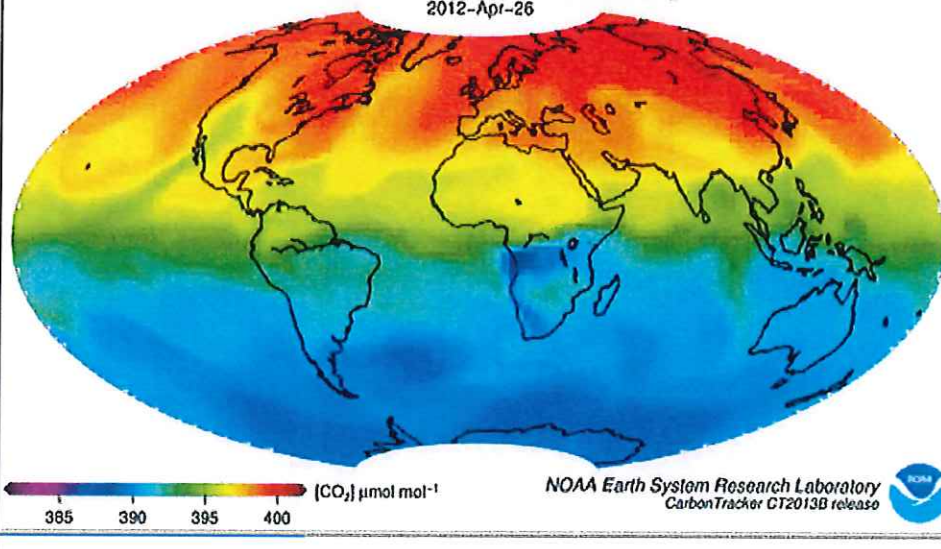 2012-Apr-26
[CO₂] μmol mol⁻¹
385 390 395 400
NOAA Earth System Research Laboratory
CarbonTracker CT2013B release
NOAA